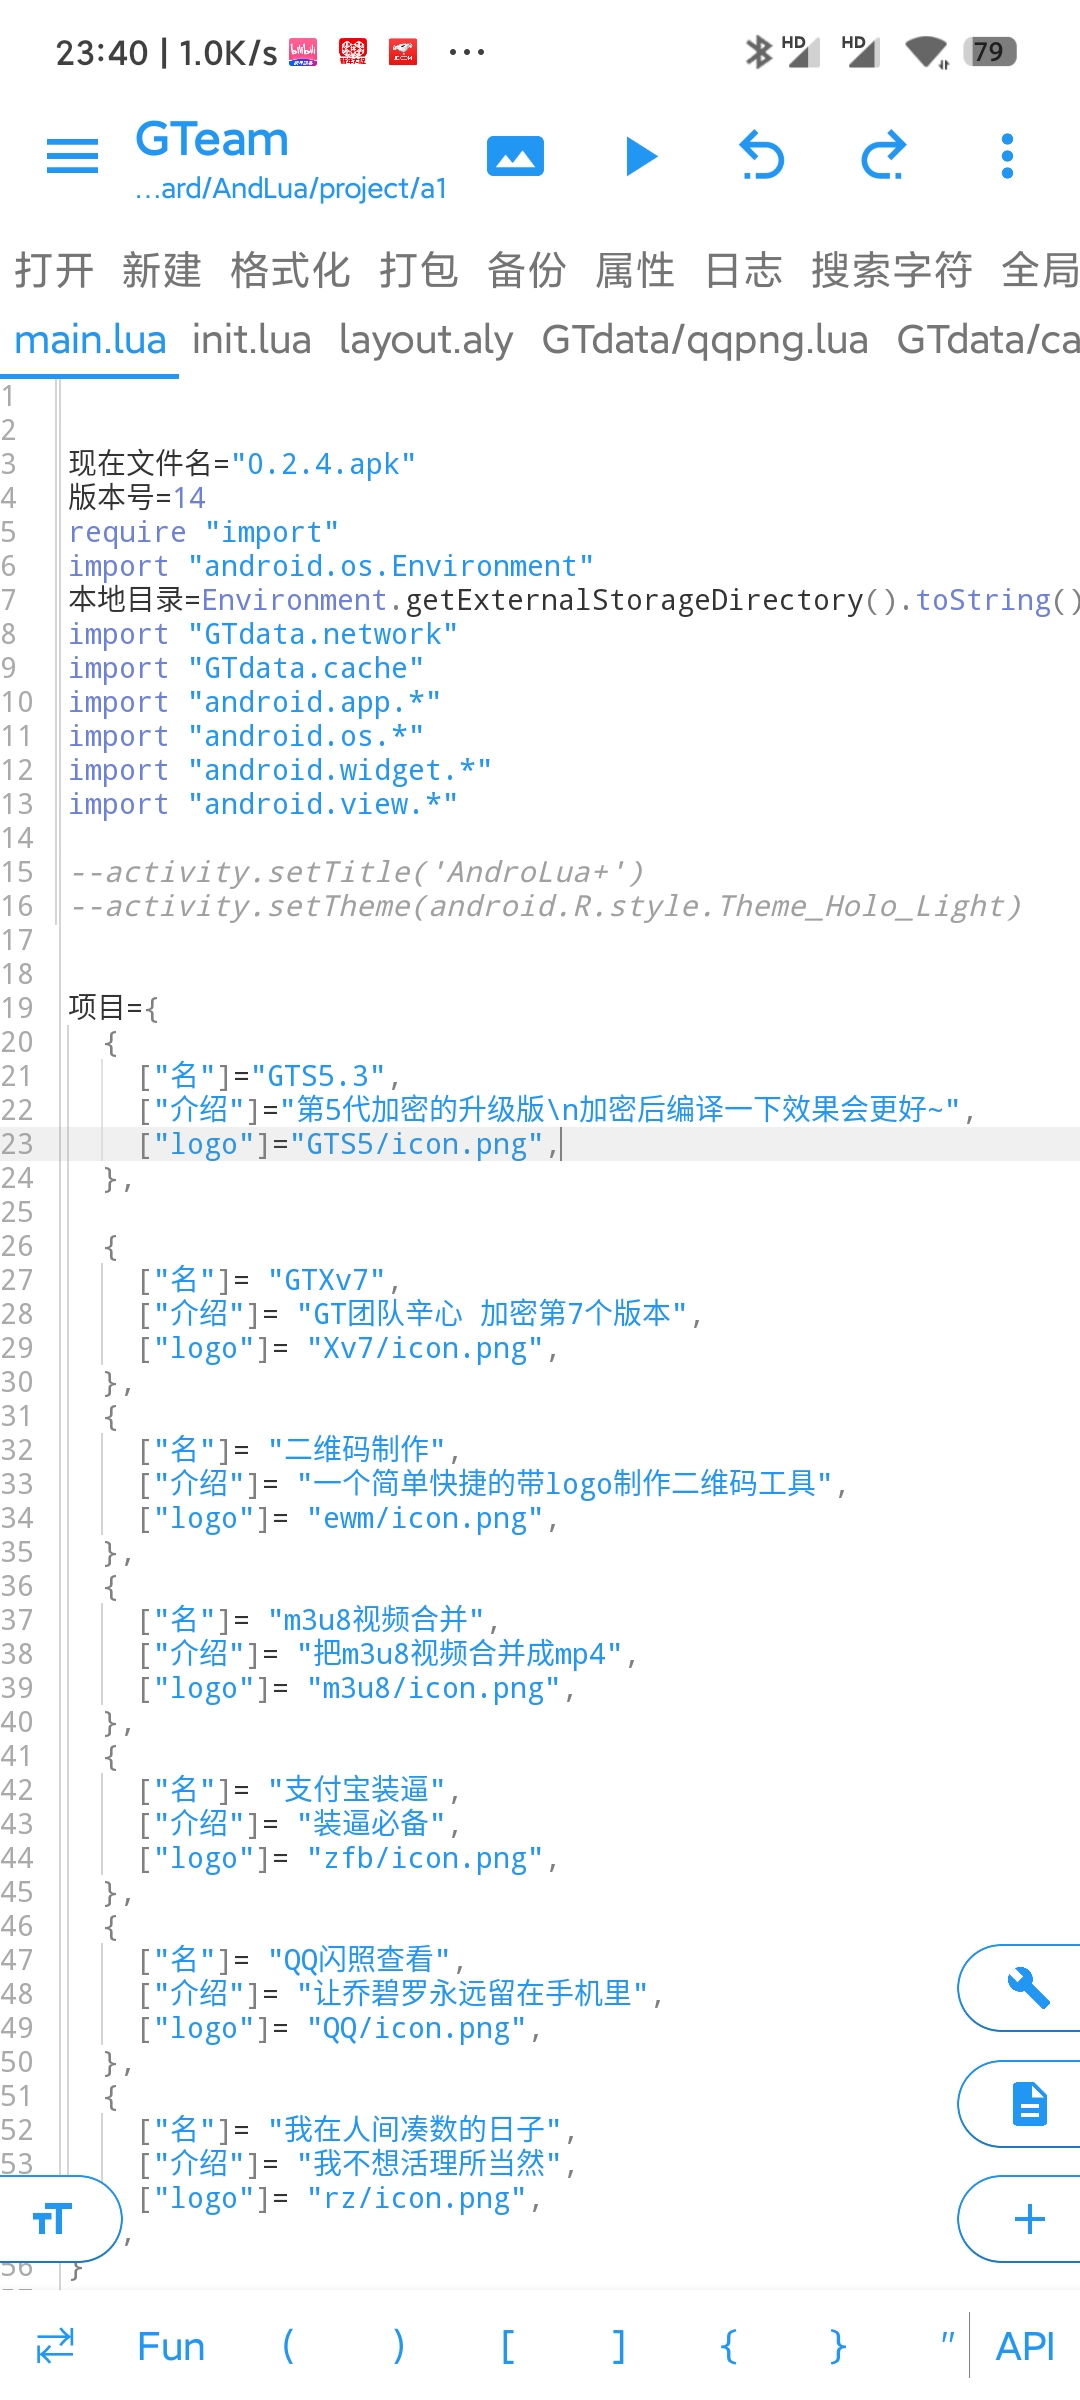 23:40 | 1.0K/s ... HD HD 79
GTeam
...ard/AndLua/project/a1
打开 新建 格式化 打包 备份 属性 日志 搜索字符 全局
main.lua init.lua layout.aly GTdata/qqpng.lua GTdata/ca
1
2
3 现在文件名="0.2.4.apk"
4 版本号=14
5 require "import"
6 import "android.os.Environment"
7 本地目录=Environment.getExternalStorageDirectory().toString()
8 import "GTdata.network"
9 import "GTdata.cache"
10 import "android.app.*"
11 import "android.os.*"
12 import "android.widget.*"
13 import "android.view.*"
14
15 --activity.setTitle('AndroLua+')
16 --activity.setTheme(android.R.style.Theme_Holo_Light)
17
18
19 项目={
20 {
21 ["名"]="GTS5.3",
22 ["介绍"]="第5代加密的升级版\n加密后编译一下效果会更好~",
23 ["logo"]="GTS5/icon.png",
24 },
25
26 {
27 ["名"]= "GTXv7",
28 ["介绍"]= "GT团队辛心 加密第7个版本",
29 ["logo"]= "Xv7/icon.png",
30 },
31 {
32 ["名"]= "二维码制作",
33 ["介绍"]= "一个简单快捷的带logo制作二维码工具",
34 ["logo"]= "ewm/icon.png",
35 },
36 {
37 ["名"]= "m3u8视频合并",
38 ["介绍"]= "把m3u8视频合并成mp4",
39 ["logo"]= "m3u8/icon.png",
40 },
41 {
42 ["名"]= "支付宝装逼",
43 ["介绍"]= "装逼必备",
44 ["logo"]= "zfb/icon.png",
45 },
46 {
47 ["名"]= "QQ闪照查看",
48 ["介绍"]= "让乔碧罗永远留在手机里",
49 ["logo"]= "QQ/icon.png",
50 },
51 {
52 ["名"]= "我在人间凑数的日子",
53 ["介绍"]= "我不想活理所当然",
["logo"]= "rz/icon.png",
,
56 }
TT
Fun ( ) [ ] { } " API